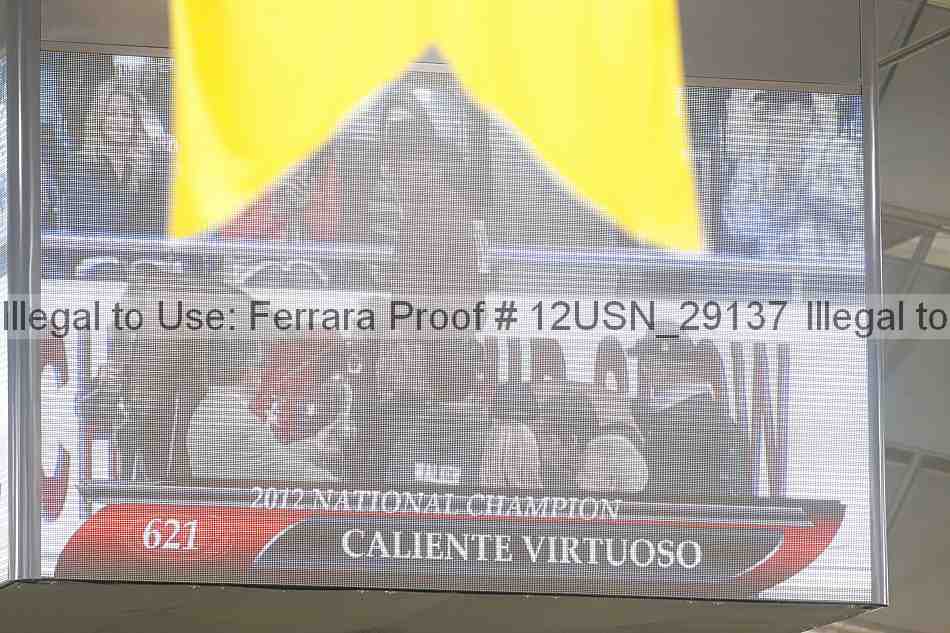 Illegal to Use: Ferrara Proof # 12USN_29137 Illegal to
2012 NATIONAL CHAMPION
621 CALIENTE VIRTUOSO